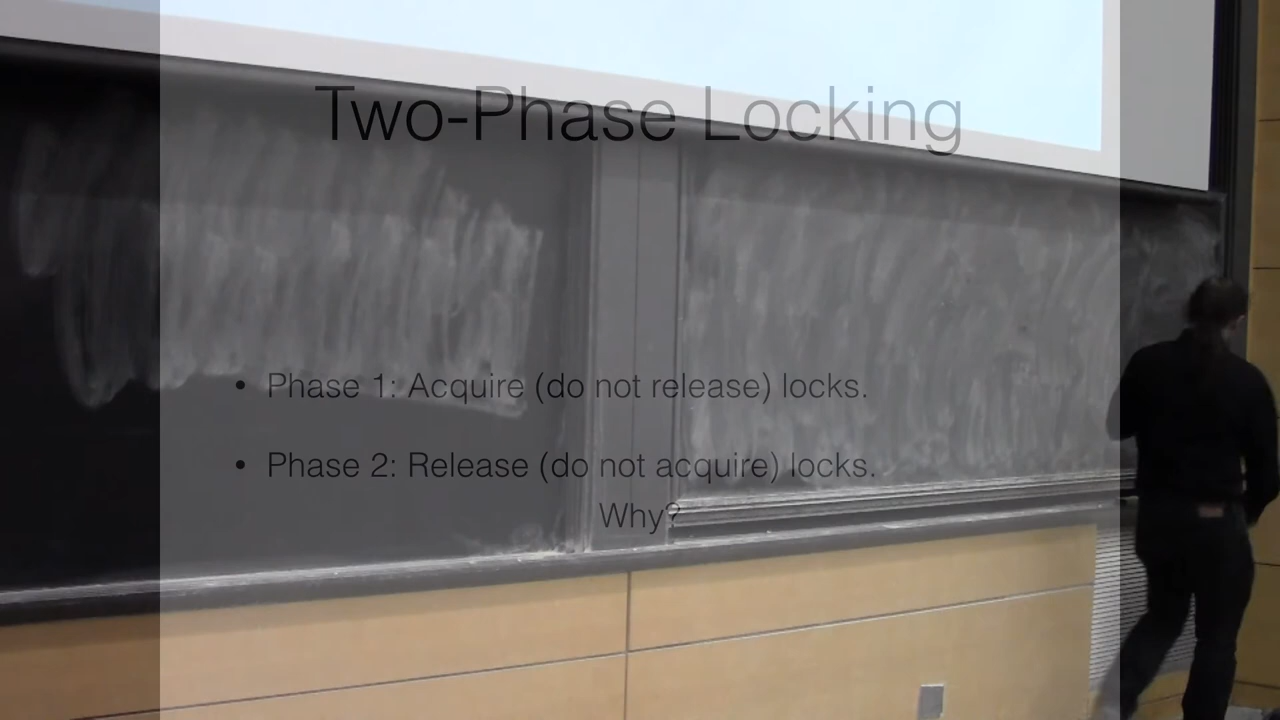 Two-Phase Locking
• Phase 1: Acquire (do not release) locks.
• Phase 2: Release (do not acquire) locks.
Why?